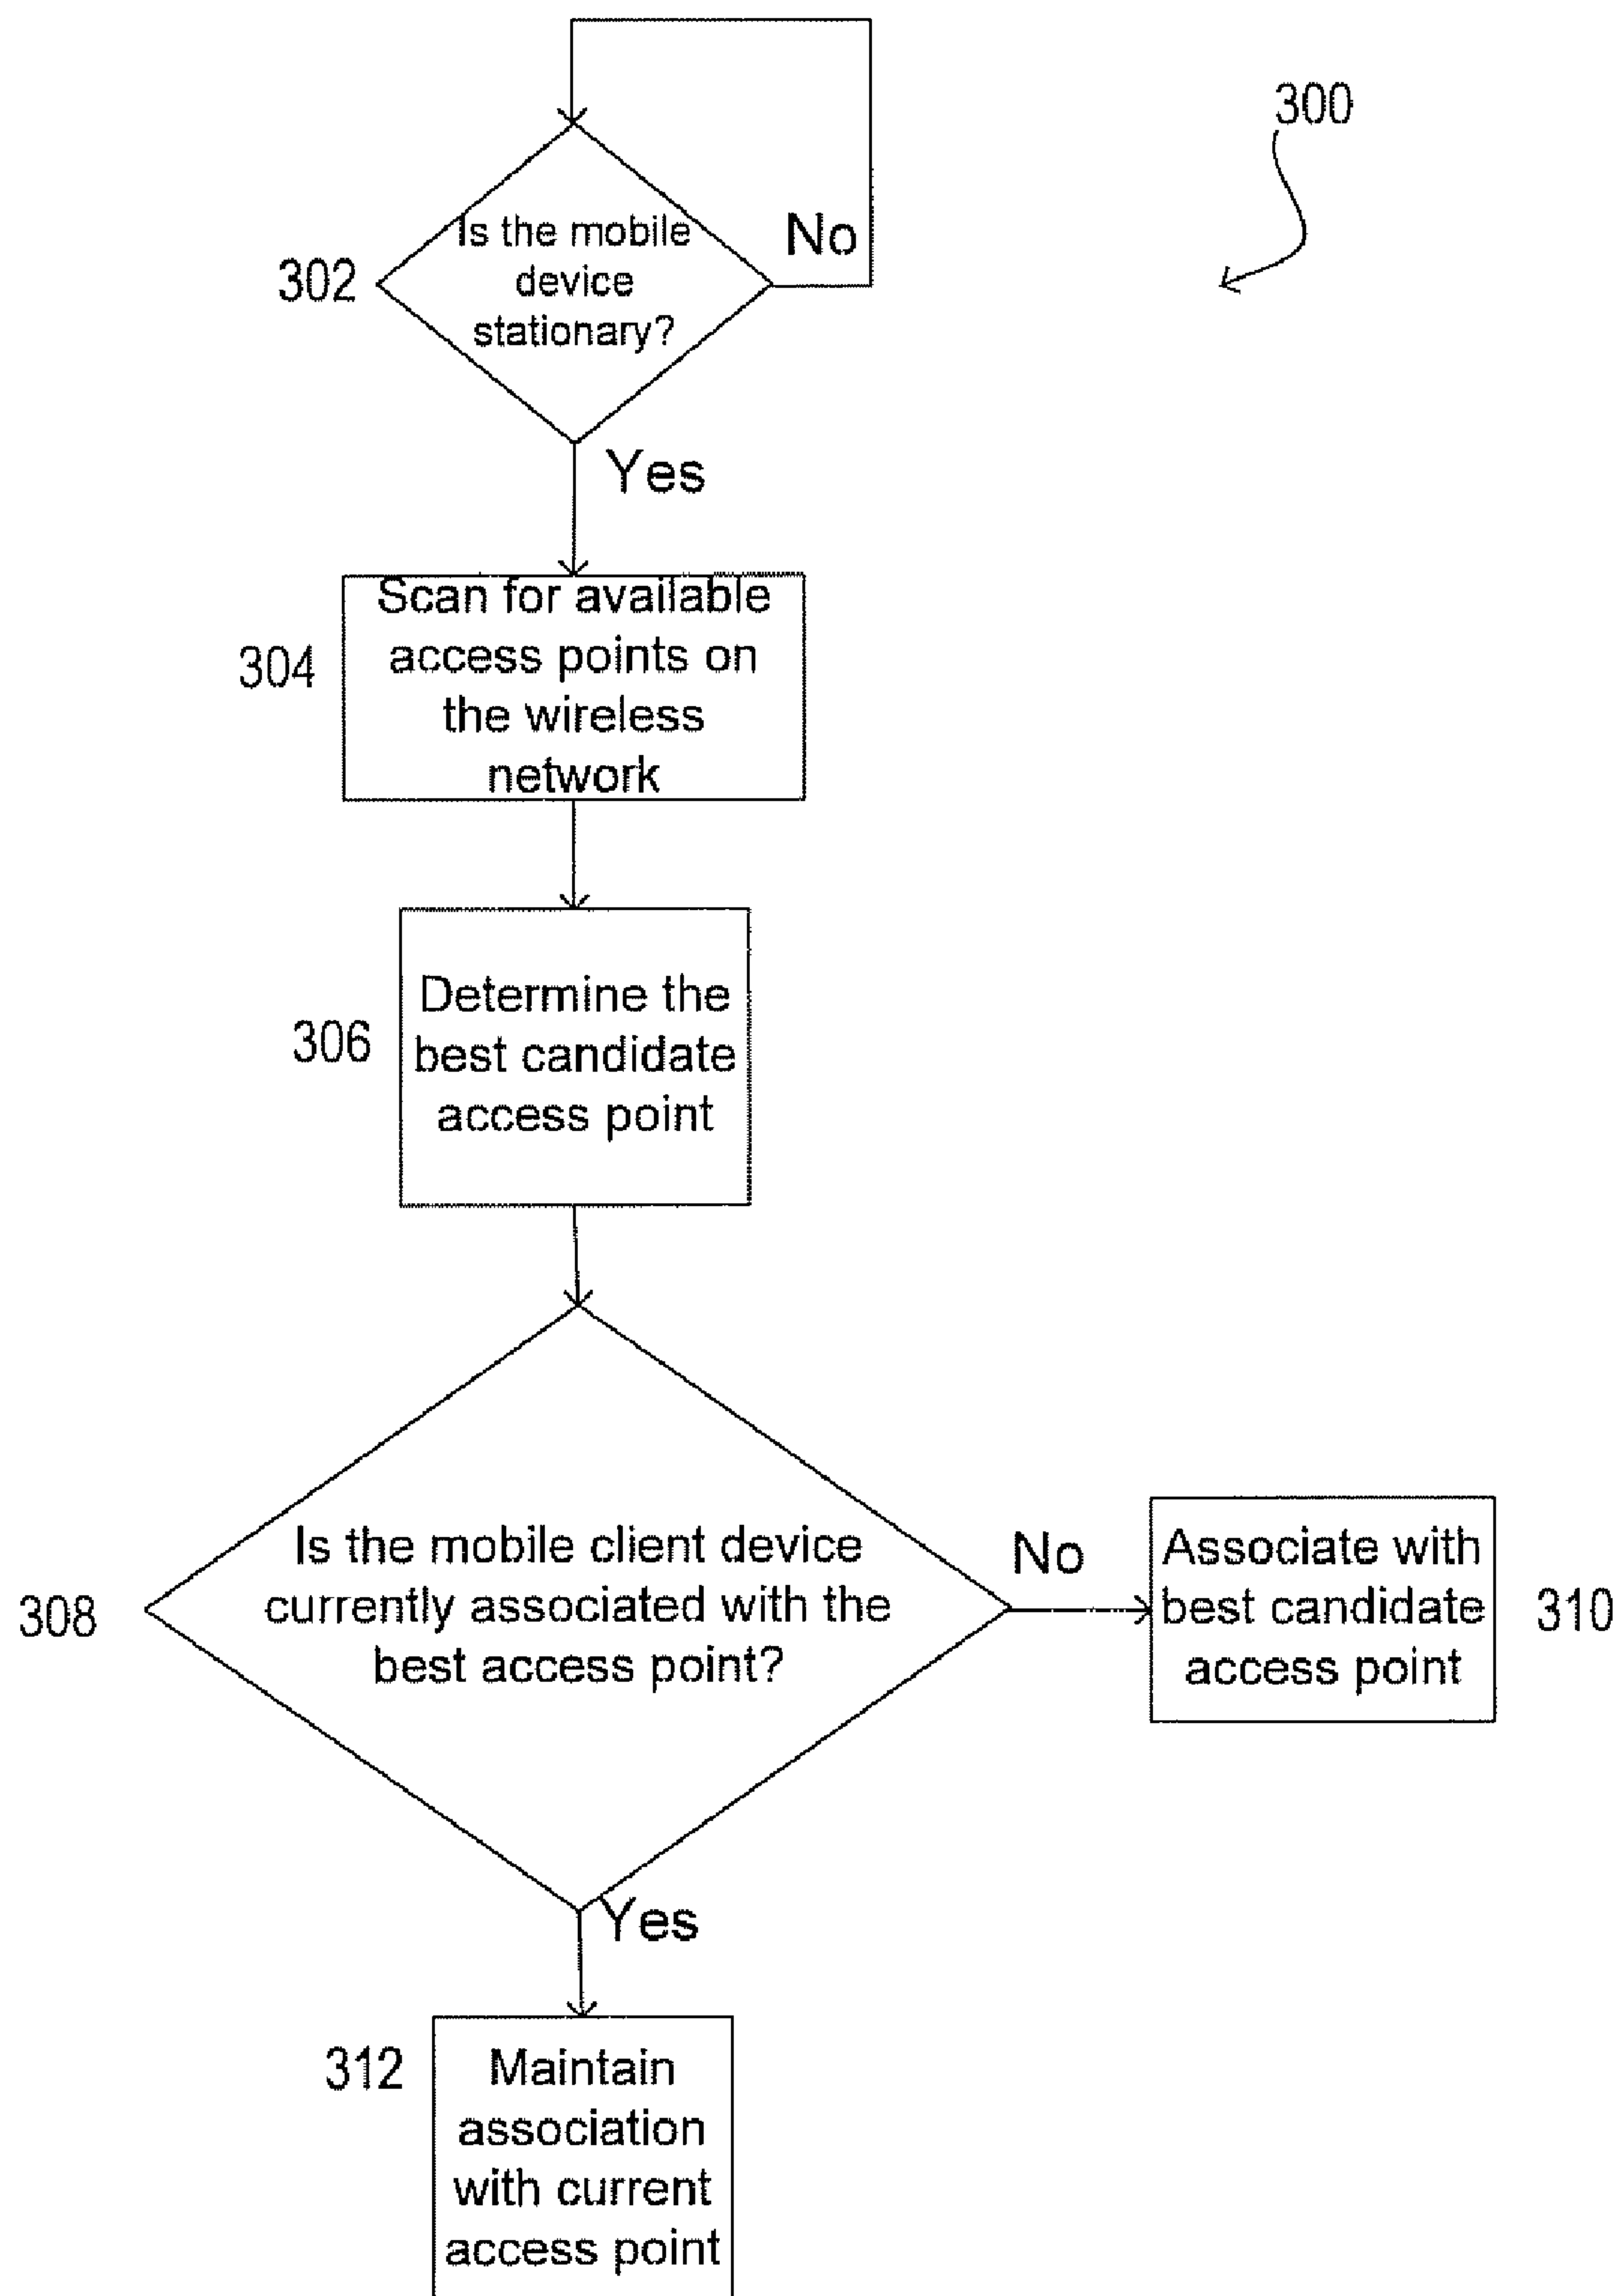 300
Is the mobile
device
stationary?
302
No
Yes
Scan for available
access points on
the wireless
network
304
Determine the
best candidate
access point
306
Is the mobile client device
currently associated with the
best access point?
308
No
Associate with
best candidate
access point
310
Yes
312
Maintain
association
with current
access point